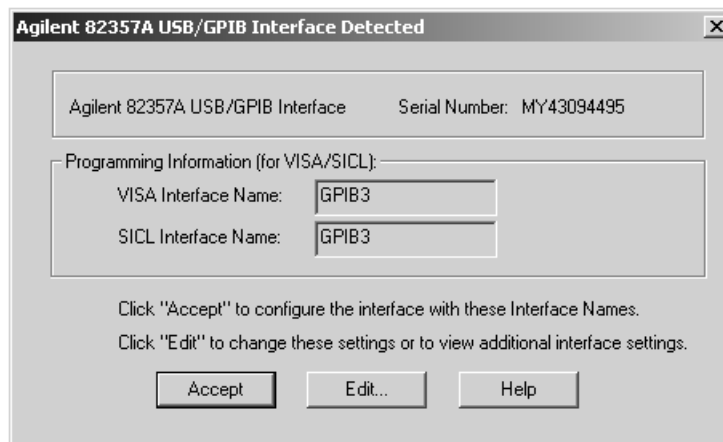 Agilent 82357A USB/GPIB Interface Detected
Agilent 82357A USB/GPIB Interface Serial Number: MY43094495
Programming Information (for VISA/SICL):
VISA Interface Name: GPIB3
SICL Interface Name: GPIB3
Click "Accept" to configure the interface with these Interface Names.
Click "Edit" to change these settings or to view additional interface settings.
Accept Edit... Help